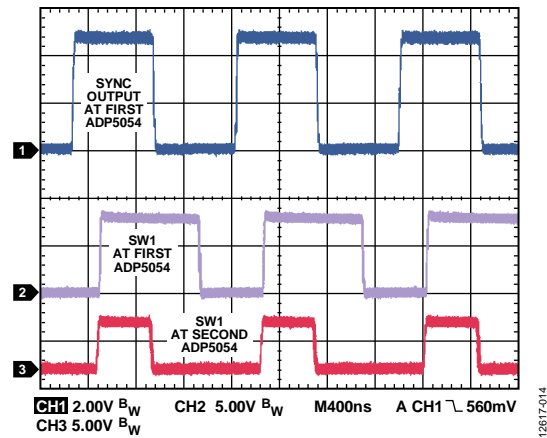 SYNC
OUTPUT
AT FIRST
ADP5054
1
SW1
AT FIRST
ADP5054
2
SW1
AT SECOND
ADP5054
3
CH1 2.00V BW CH2 5.00V BW M400ns A CH1 ㄟ 560mV
CH3 5.00V BW
12617-014